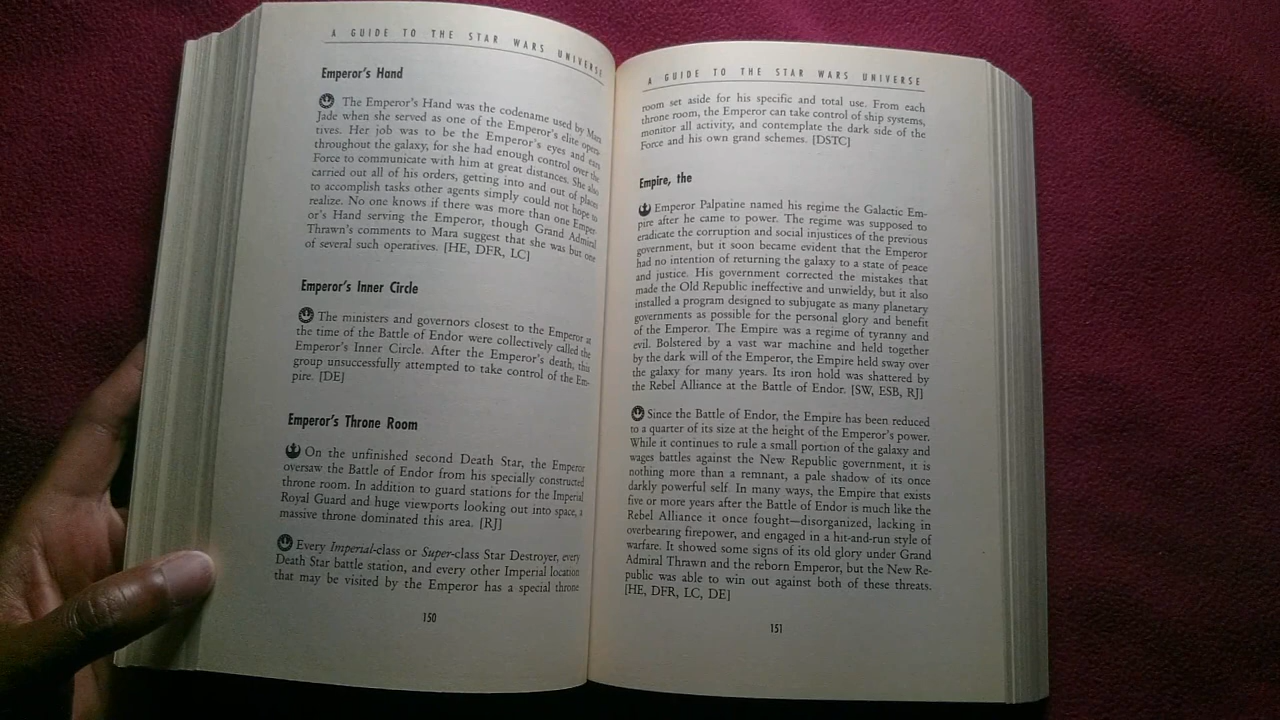 A GUIDE TO THE STAR WARS UNIVERSE
Emperor's Hand
The Emperor's Hand was the codename used by Mara
Jade when she served as one of the Emperor's elite opera-
tives. Her job was to be the Emperor's eyes and ears
throughout the galaxy, for she had enough control over the
Force to communicate with him at great distances. She also
carried out all of his orders, getting into and out of places
to accomplish tasks other agents simply could not hope to
realize. No one knows if there was more than one Emper-
or's Hand serving the Emperor, though Grand Admiral
Thrawn's comments to Mara suggest that she was but one
of several such operatives. [HE, DFR, LC]
Emperor's Inner Circle
The ministers and governors closest to the Emperor at
the time of the Battle of Endor were collectively called the
Emperor's Inner Circle. After the Emperor's death, this
group unsuccessfully attempted to take control of the Em-
pire. [DE]
Emperor's Throne Room
On the unfinished second Death Star, the Emperor
oversaw the Battle of Endor from his specially constructed
throne room. In addition to guard stations for the Imperial
Royal Guard and huge viewports looking out into space, a
massive throne dominated this area. [RJ]
Every Imperial-class or Super-class Star Destroyer, every
Death Star battle station, and every other Imperial location
that may be visited by the Emperor has a special throne
150
A GUIDE TO THE STAR WARS UNIVERSE
room set aside for his specific and total use. From each
throne room, the Emperor can take control of ship systems,
monitor all activity, and contemplate the dark side of the
Force and his own grand schemes. [DSTC]
Empire, the
Emperor Palpatine named his regime the Galactic Em-
pire after he came to power. The regime was supposed to
eradicate the corruption and social injustices of the previous
government, but it soon became evident that the Emperor
had no intention of returning the galaxy to a state of peace
and justice. His government corrected the mistakes that
made the Old Republic ineffective and unwieldy, but it also
installed a program designed to subjugate as many planetary
governments as possible for the personal glory and benefit
of the Emperor. The Empire was a regime of tyranny and
evil. Bolstered by a vast war machine and held together
by the dark will of the Emperor, the Empire held sway over
the galaxy for many years. Its iron hold was shattered by
the Rebel Alliance at the Battle of Endor. [SW, ESB, RJ]
Since the Battle of Endor, the Empire has been reduced
to a quarter of its size at the height of the Emperor's power.
While it continues to rule a small portion of the galaxy and
wages battles against the New Republic government, it is
nothing more than a remnant, a pale shadow of its once
darkly powerful self. In many ways, the Empire that exists
five or more years after the Battle of Endor is much like the
Rebel Alliance it once fought—disorganized, lacking in
overbearing firepower, and engaged in a hit-and-run style of
warfare. It showed some signs of its old glory under Grand
Admiral Thrawn and the reborn Emperor, but the New Re-
public was able to win out against both of these threats.
[HE, DFR, LC, DE]
151